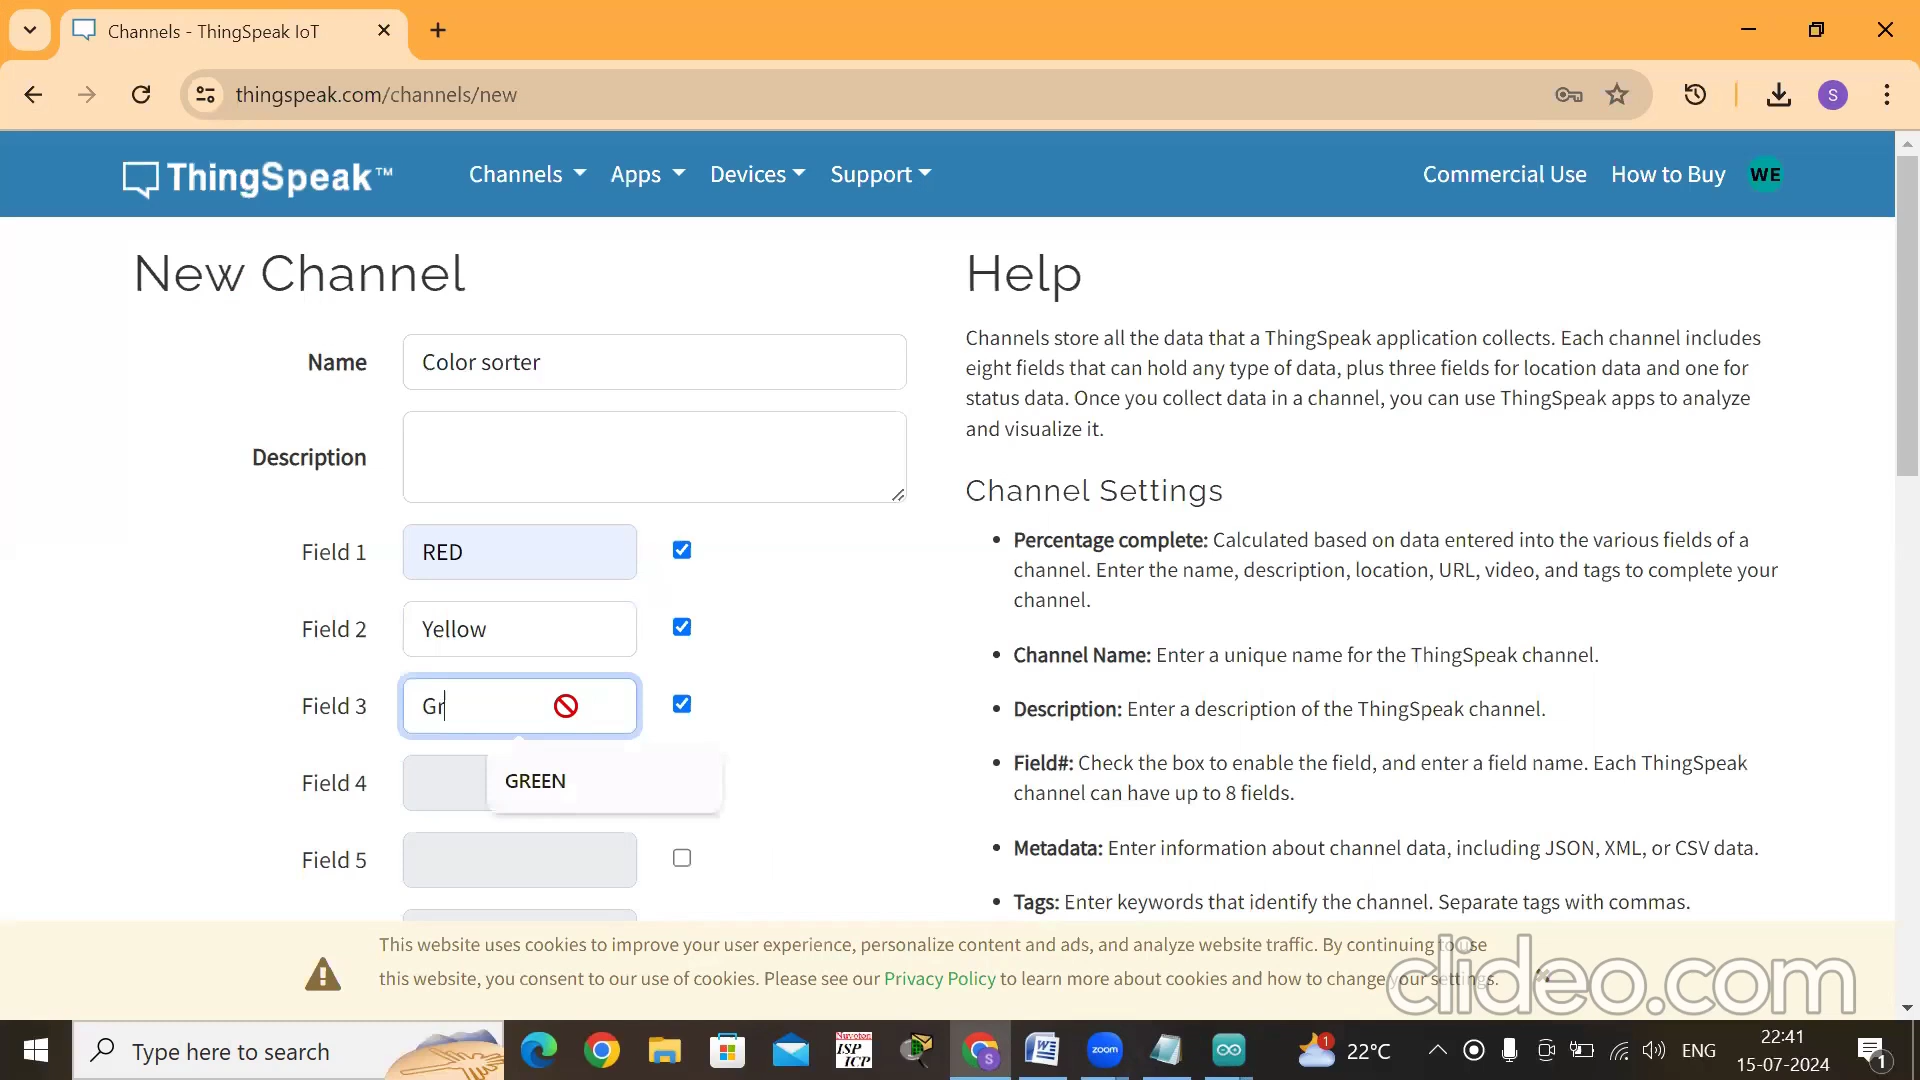 Channels - ThingSpeak IoT
thingspeak.com/channels/new
S
ThingSpeak™
Channels
Apps
Devices
Support
Commercial Use
How to Buy
WE
New Channel
Name
Color sorter
Description
Field 1
RED
Field 2
Yellow
Field 3
Gr
GREEN
Field 4
Field 5
Help
Channels store all the data that a ThingSpeak application collects. Each channel includes
eight fields that can hold any type of data, plus three fields for location data and one for
status data. Once you collect data in a channel, you can use ThingSpeak apps to analyze
and visualize it.
Channel Settings
• Percentage complete: Calculated based on data entered into the various fields of a
channel. Enter the name, description, location, URL, video, and tags to complete your
channel.
• Channel Name: Enter a unique name for the ThingSpeak channel.
• Description: Enter a description of the ThingSpeak channel.
• Field#: Check the box to enable the field, and enter a field name. Each ThingSpeak
channel can have up to 8 fields.
• Metadata: Enter information about channel data, including JSON, XML, or CSV data.
• Tags: Enter keywords that identify the channel. Separate tags with commas.
This website uses cookies to improve your user experience, personalize content and ads, and analyze website traffic. By continuing to use
this website, you consent to our use of cookies. Please see our Privacy Policy to learn more about cookies and how to change your settings.
clideo.com
Type here to search
Nuvoton
ISP
ICP
S
W
zoom
1
22°C
ENG
22:41
15-07-2024
1